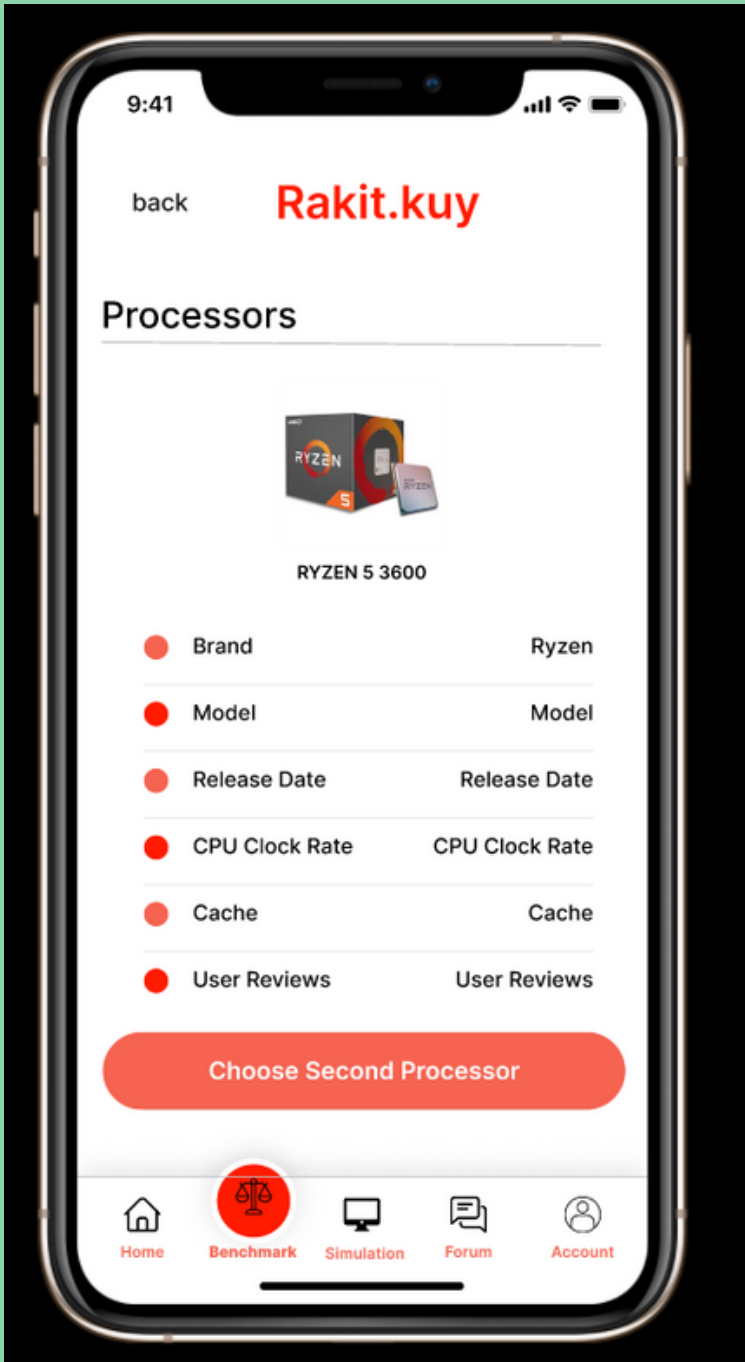 9:41
back
Rakit.kuy
Processors
RYZEN
5
RYZEN
RYZEN 5 3600
Brand Ryzen
Model Model
Release Date Release Date
CPU Clock Rate CPU Clock Rate
Cache Cache
User Reviews User Reviews
Choose Second Processor
Home Benchmark Simulation Forum Account